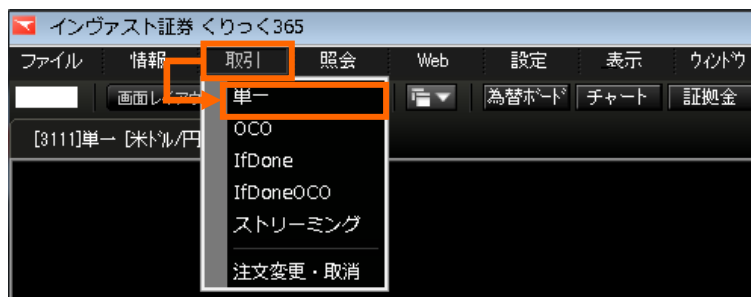 インヴァスト証券 くりっく365
ファイル 情報 取引 照会 Web 設定 表示 ウィンドウ
画面レイアウ 為替ボード チャート 証拠金
[3111]単一 [米ドル/円
単一
OCO
IfDone
IfDoneOCO
ストリーミング
注文変更・取消